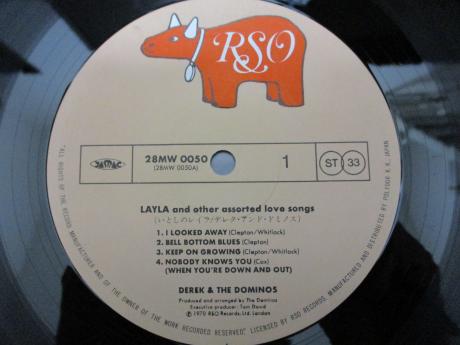 RSO
JASRAC
28MW 0050
(28MW 0050A)
1
ST 33
LAYLA and other assorted love songs
(いとしのレイラ/デレク・アンド・ドミノス)
1. I LOOKED AWAY (Clepton/Whitlock)
2. BELL BOTTOM BLUES (Clepton)
3. KEEP ON GROWING (Clepton/Whitlock)
4. NOBODY KNOWS YOU (Cox)
(WHEN YOU'RE DOWN AND OUT)
DEREK & THE DOMINOS
Produced and arranged by The Dominos
Executive producer: Tom Dowd
℗ 1970 RSO Records, Ltd. London
"ALL RIGHTS OF THE RECORD MANUFACTURER AND OF THE OWNER OF THE WORK RECORDED RESERVED". LICENSED BY RSO RECORDS. MANUFACTURED AND DISTRIBUTED BY POLYDOR K. K., JAPAN